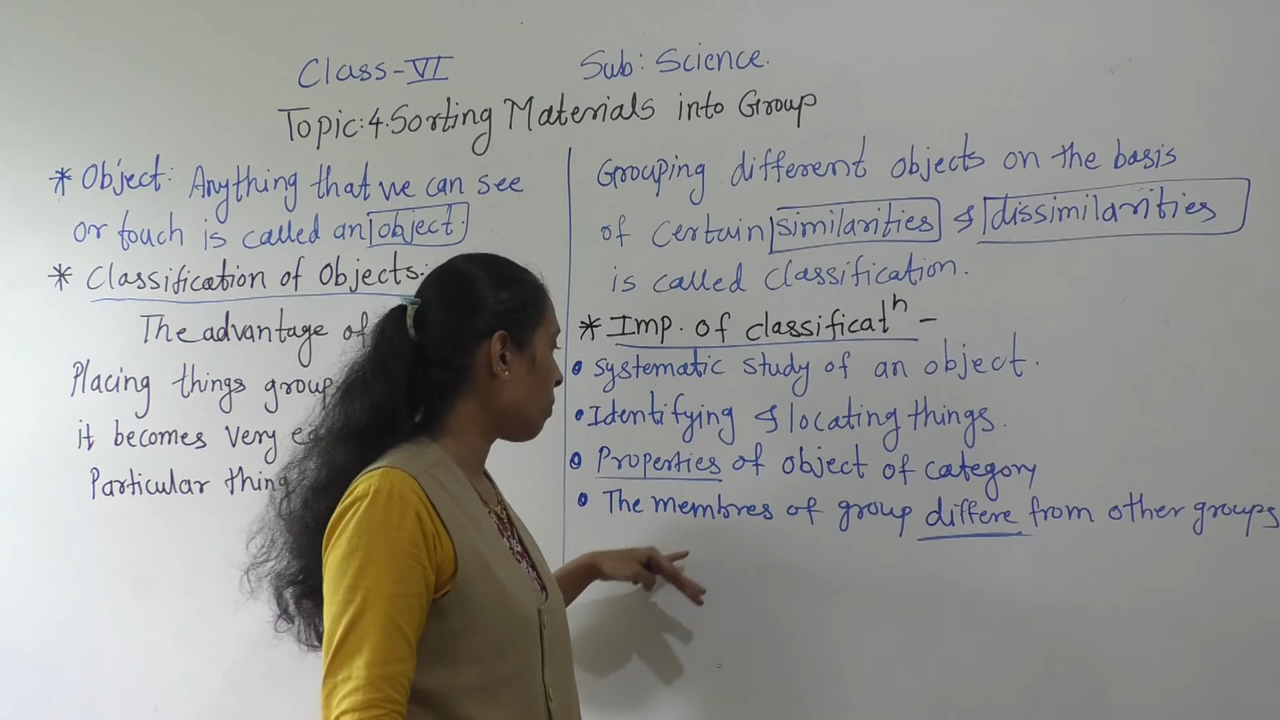 Class-VI Sub: Science.
Topic:4.Sorting Materials into Group
* Object: Anything that we can see
or touch is called an object.
* Classification of Objects:
The advantage of
Placing things group
it becomes very
Particular thing
Grouping different objects on the basis
of certain similarities & dissimilarities
is called classification.
* Imp. of classificatn -
• Systematic study of an object.
• Identifying & locating things.
• Properties of object of category
• The membres of group differe from other groups